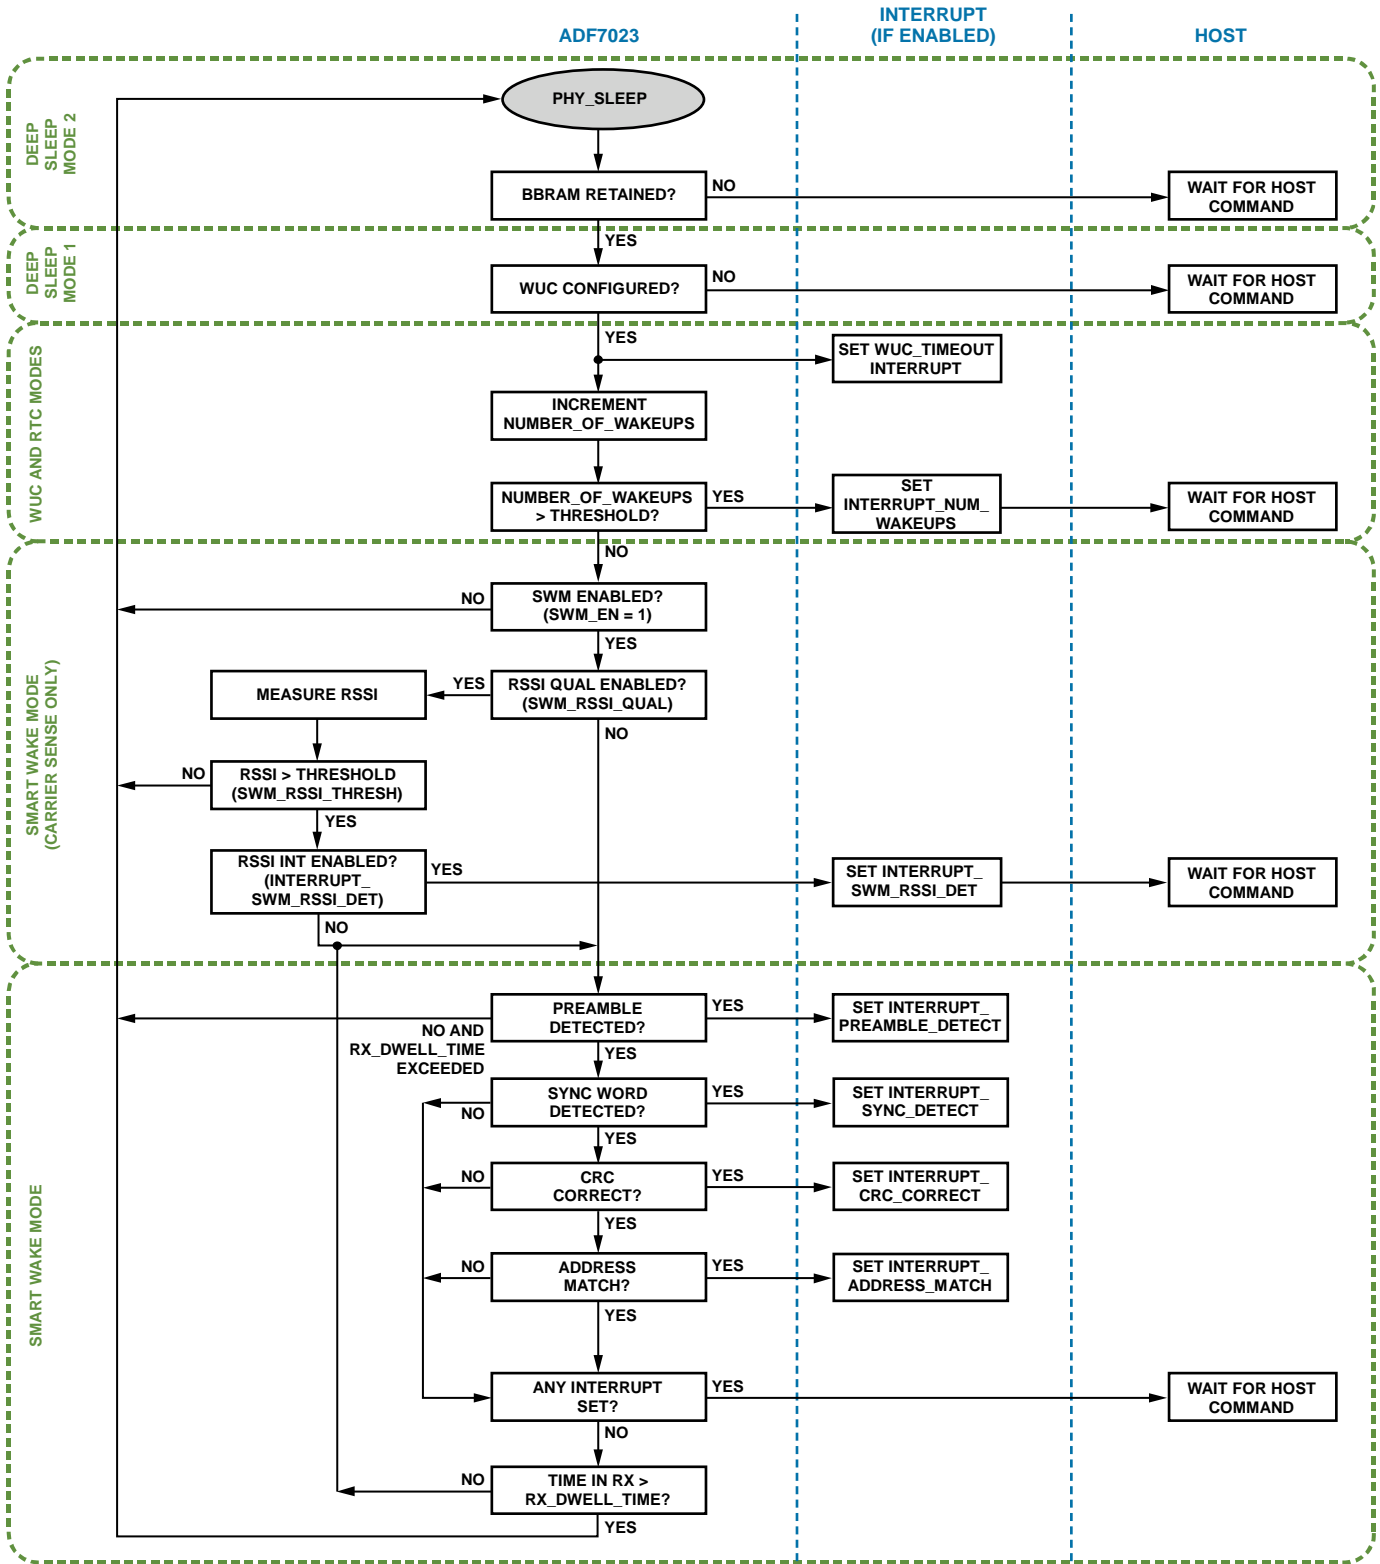 ADF7023
INTERRUPT
(IF ENABLED)
HOST
DEEP
SLEEP
MODE 2
PHY_SLEEP
BBRAM RETAINED?
NO
WAIT FOR HOST
COMMAND
YES
DEEP
SLEEP
MODE 1
WUC CONFIGURED?
NO
WAIT FOR HOST
COMMAND
YES
WUC AND RTC MODES
SET WUC_TIMEOUT
INTERRUPT
INCREMENT
NUMBER_OF_WAKEUPS
NUMBER_OF_WAKEUPS
> THRESHOLD?
YES
SET
INTERRUPT_NUM_
WAKEUPS
WAIT FOR HOST
COMMAND
NO
SMART WAKE MODE
(CARRIER SENSE ONLY)
NO
SWM ENABLED?
(SWM_EN = 1)
YES
MEASURE RSSI
YES
RSSI QUAL ENABLED?
(SWM_RSSI_QUAL)
NO
NO
RSSI > THRESHOLD
(SWM_RSSI_THRESH)
YES
RSSI INT ENABLED?
(INTERRUPT_
SWM_RSSI_DET)
YES
SET INTERRUPT_
SWM_RSSI_DET
WAIT FOR HOST
COMMAND
NO
SMART WAKE MODE
PREAMBLE
DETECTED?
YES
SET INTERRUPT_
PREAMBLE_DETECT
NO AND
RX_DWELL_TIME
EXCEEDED
YES
SYNC WORD
DETECTED?
NO
YES
SET INTERRUPT_
SYNC_DETECT
YES
NO
CRC
CORRECT?
YES
SET INTERRUPT_
CRC_CORRECT
YES
NO
ADDRESS
MATCH?
YES
SET INTERRUPT_
ADDRESS_MATCH
YES
ANY INTERRUPT
SET?
YES
WAIT FOR HOST
COMMAND
NO
NO
TIME IN RX >
RX_DWELL_TIME?
YES